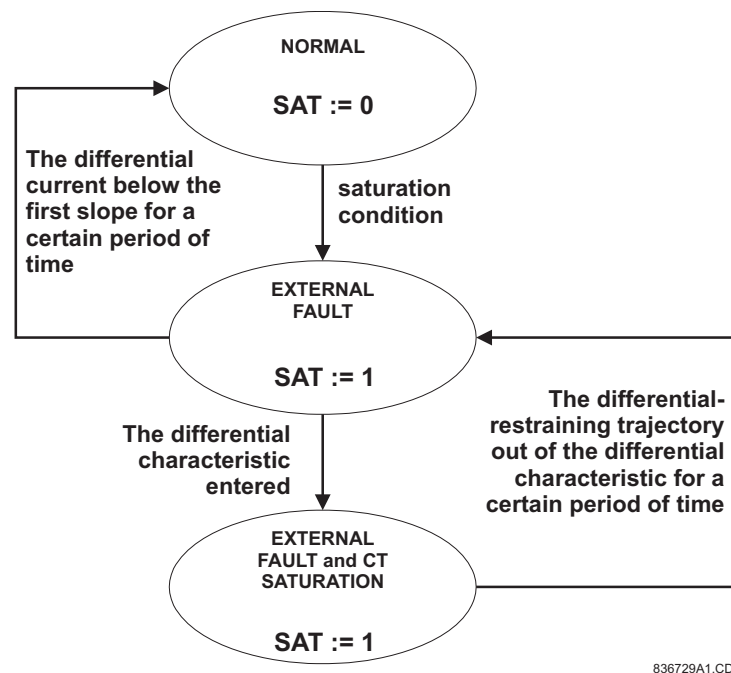 NORMAL
SAT := 0
The differential
current below the
first slope for a
certain period of
time
saturation
condition
EXTERNAL
FAULT
SAT := 1
The differential
characteristic
entered
The differential-
restraining trajectory
out of the differential
characteristic for a
certain period of time
EXTERNAL
FAULT and CT
SATURATION
SAT := 1
836729A1.CD